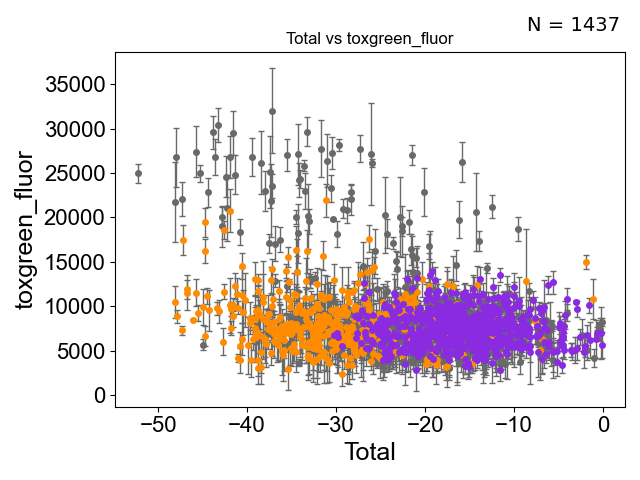 N = 1437
Total vs toxgreen_fluor
35000
30000
25000
20000
15000
10000
5000
0
toxgreen_fluor
−50 −40 −30 −20 −10 0
Total